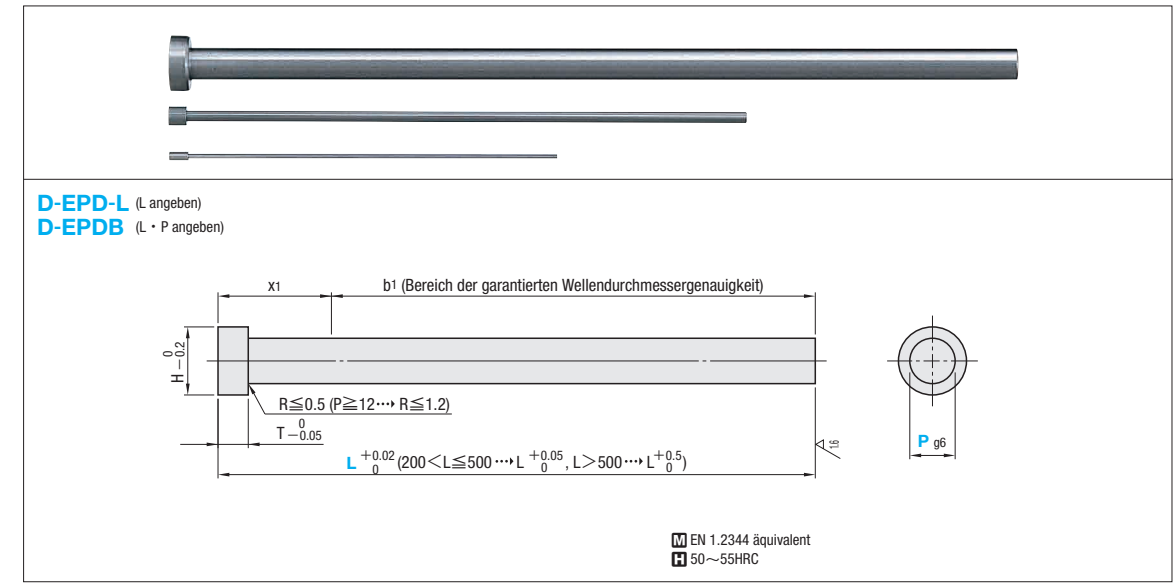 D-EPD-L (L angeben)
D-EPDB (L・P angeben)
x1
b1 (Bereich der garantierten Wellendurchmessergenauigkeit)
H 0 −0.2
R≦0.5 (P≧12…→ R≦1.2)
T 0 −0.05
1.6
P g6
L +0.02 0 (200<L≦500…→L +0.05 0, L>500…→L +0.5 0)
M EN 1.2344 äquivalent
H 50〜55HRC